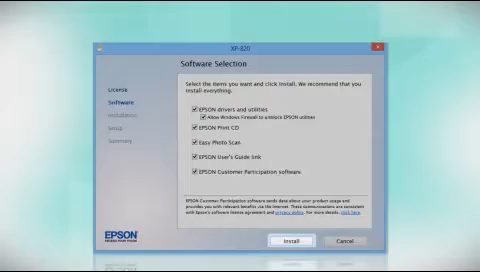 XP-820
Software Selection
License
Software
Installation
Setup
Summary
Select the items you want and click Install. We recommend that you
install everything.
EPSON drivers and utilities
Allow Windows Firewall to unblock EPSON utilities
EPSON Print CD
Easy Photo Scan
EPSON User's Guide link
EPSON Customer Participation software
EPSON Customer Participation software sends data about your product usage and
provides you with relevant benefits via the Internet. These communications are consistent
with Epson's software license agreement and privacy policy. For more details, click here.
EPSON
EXCEED YOUR VISION
Install
Cancel